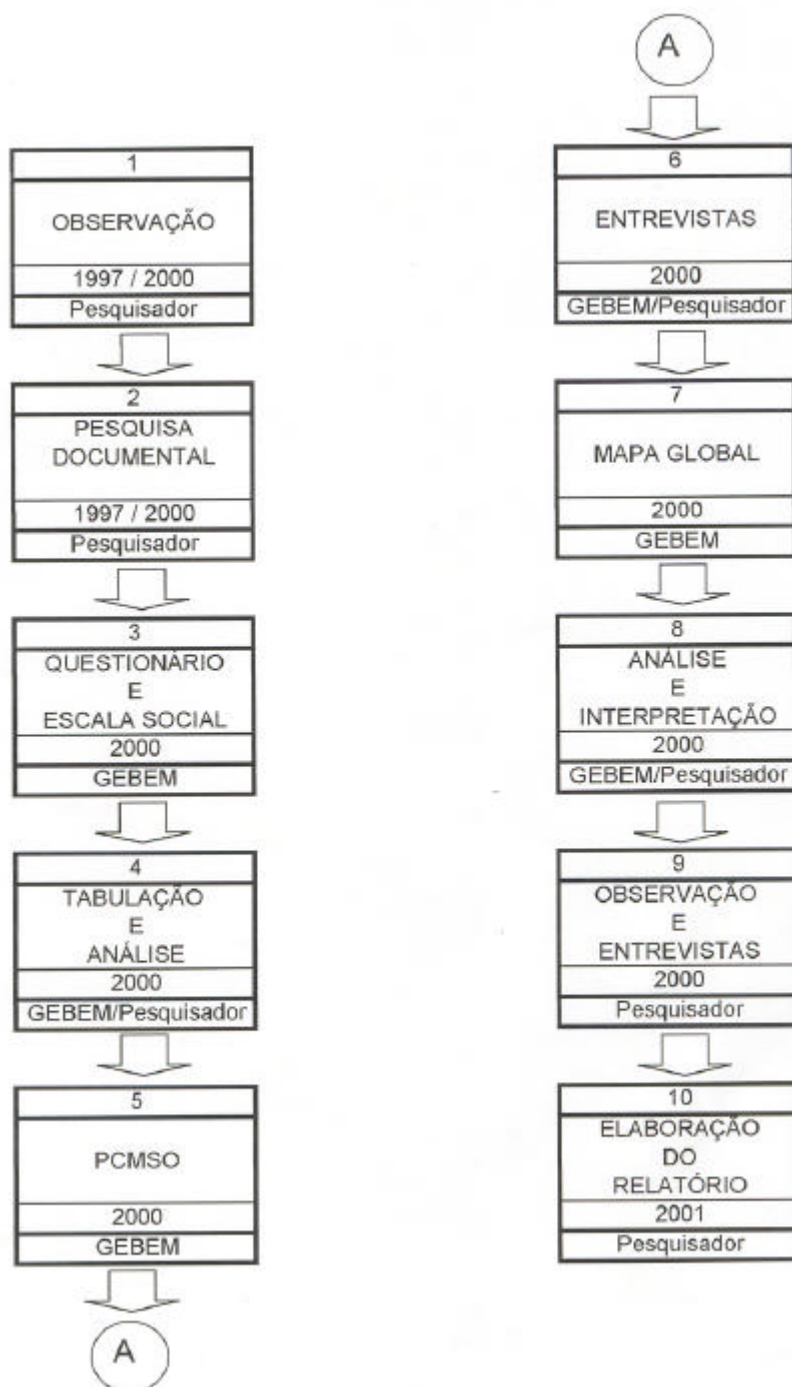 1
OBSERVAÇÃO
1997 / 2000
Pesquisador
2
PESQUISA
DOCUMENTAL
1997 / 2000
Pesquisador
3
QUESTIONÁRIO
E
ESCALA SOCIAL
2000
GEBEM
4
TABULAÇÃO
E
ANÁLISE
2000
GEBEM/Pesquisador
5
PCMSO
2000
GEBEM
A
A
6
ENTREVISTAS
2000
GEBEM/Pesquisador
7
MAPA GLOBAL
2000
GEBEM
8
ANÁLISE
E
INTERPRETAÇÃO
2000
GEBEM/Pesquisador
9
OBSERVAÇÃO
E
ENTREVISTAS
2000
Pesquisador
10
ELABORAÇÃO
DO
RELATÓRIO
2001
Pesquisador